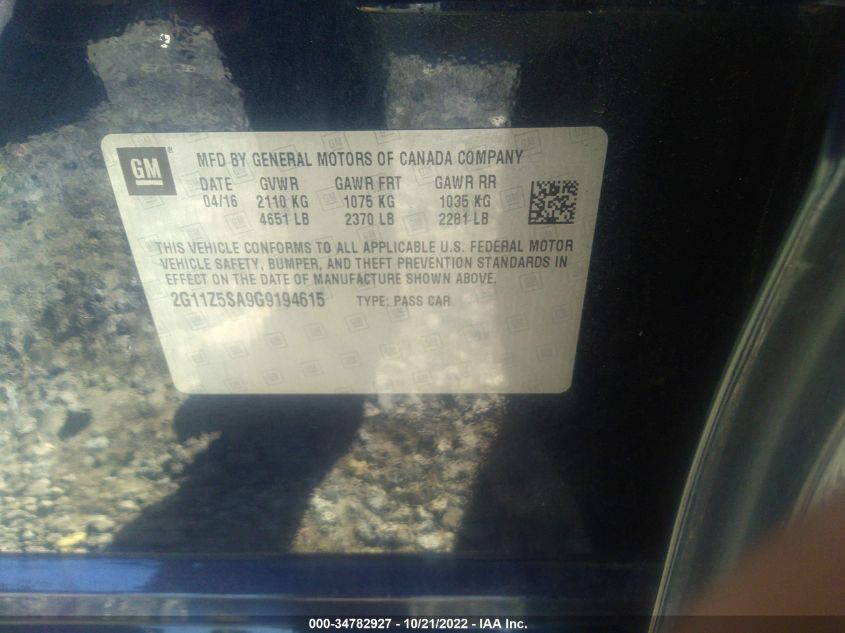 GM ® MFD BY GENERAL MOTORS OF CANADA COMPANY
DATE GVWR GAWR FRT GAWR RR
04/16 2110 KG 1075 KG 1035 KG
4651 LB 2370 LB 2281 LB
THIS VEHICLE CONFORMS TO ALL APPLICABLE U.S. FEDERAL MOTOR
VEHICLE SAFETY, BUMPER, AND THEFT PREVENTION STANDARDS IN
EFFECT ON THE DATE OF MANUFACTURE SHOWN ABOVE.
2G11Z5SA9G9194615 TYPE: PASS CAR
000-34782927 - 10/21/2022 - IAA Inc.